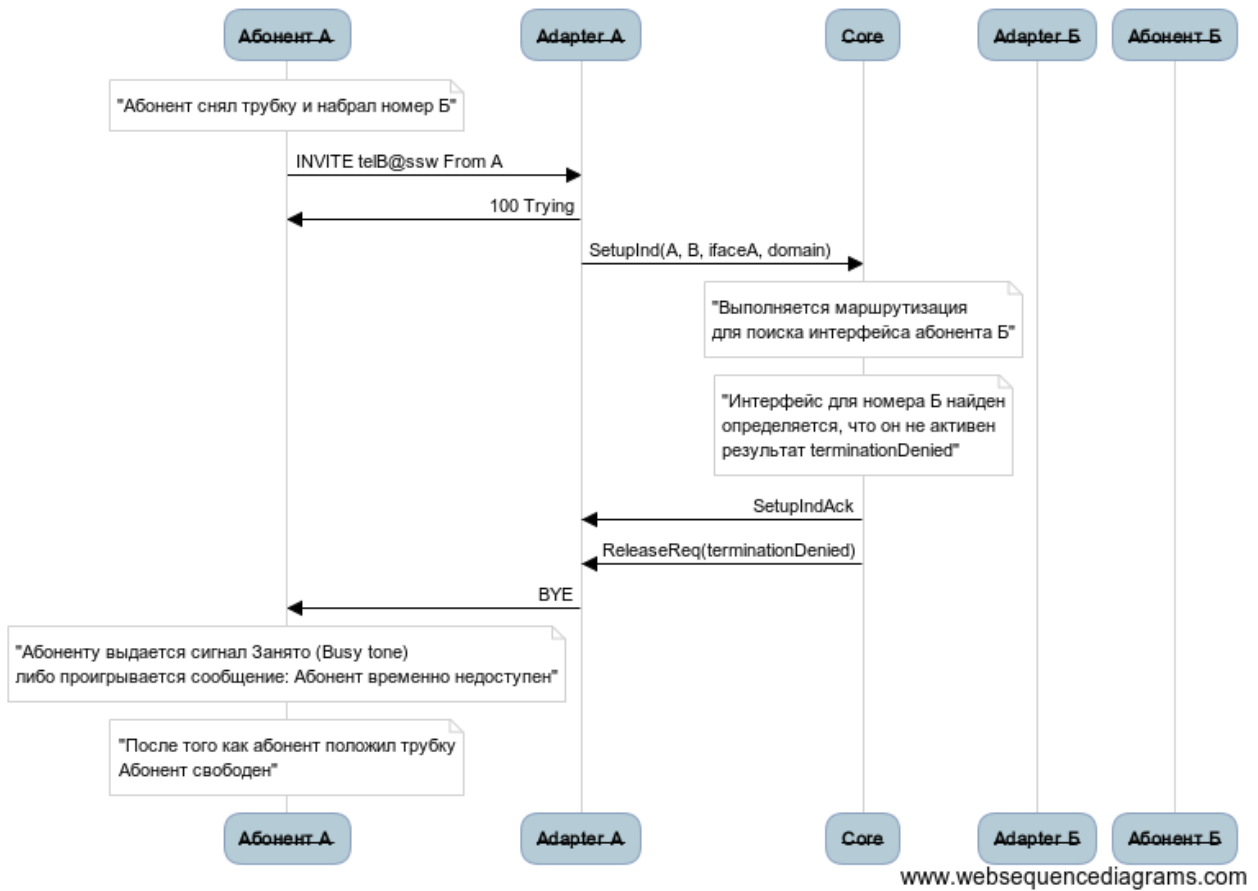 Абонент А Adapter А Core Adapter Б Абонент Б
"Абонент снял трубку и набрал номер Б"
INVITE telB@ssw From A
100 Trying
SetupInd(A, B, ifaceA, domain)
"Выполняется маршрутизация
для поиска интерфейса абонента Б"
"Интерфейс для номера Б найден
определяется, что он не активен
результат terminationDenied"
SetupIndAck
ReleaseReq(terminationDenied)
BYE
"Абоненту выдается сигнал Занято (Busy tone)
либо проигрывается сообщение: Абонент временно недоступен"
"После того как абонент положил трубку
Абонент свободен"
Абонент А Adapter А Core Adapter Б Абонент Б
www.websequencediagrams.com